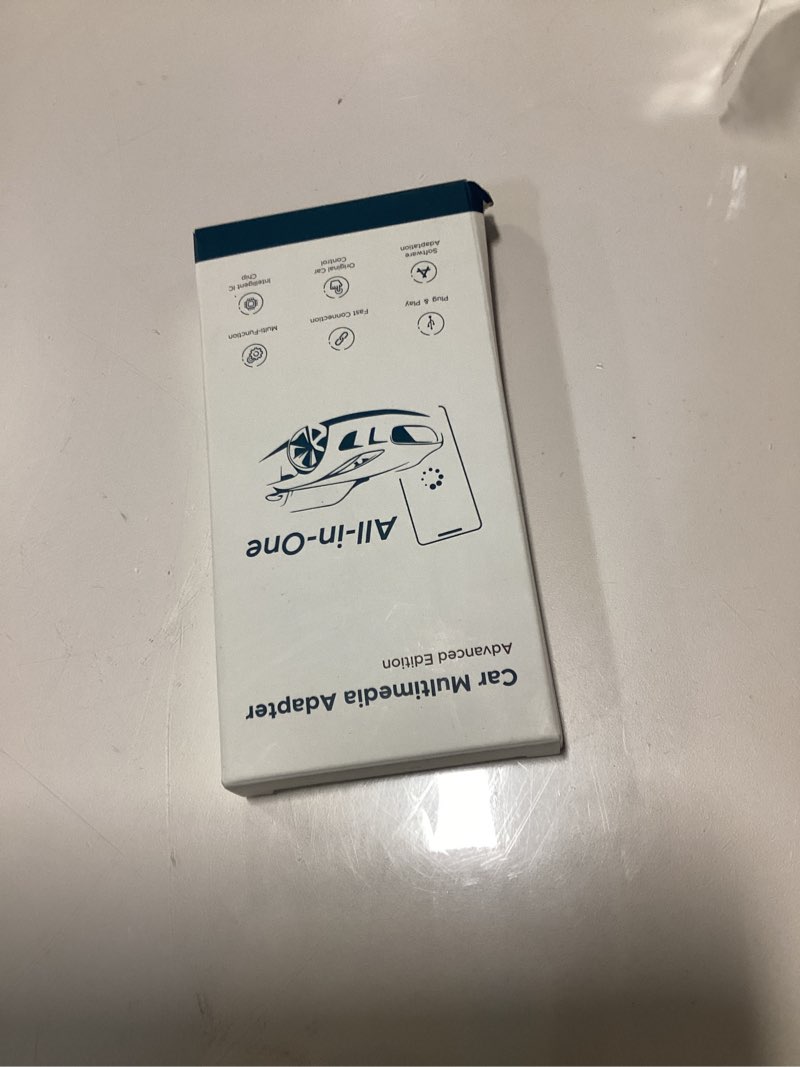 Car Multimedia Adapter
Advanced Edition
All-in-One
Plug & Play
Fast Connection
Multi-Function
Software
Adaptation
Original Car
Control
Intelligent IC
Chip